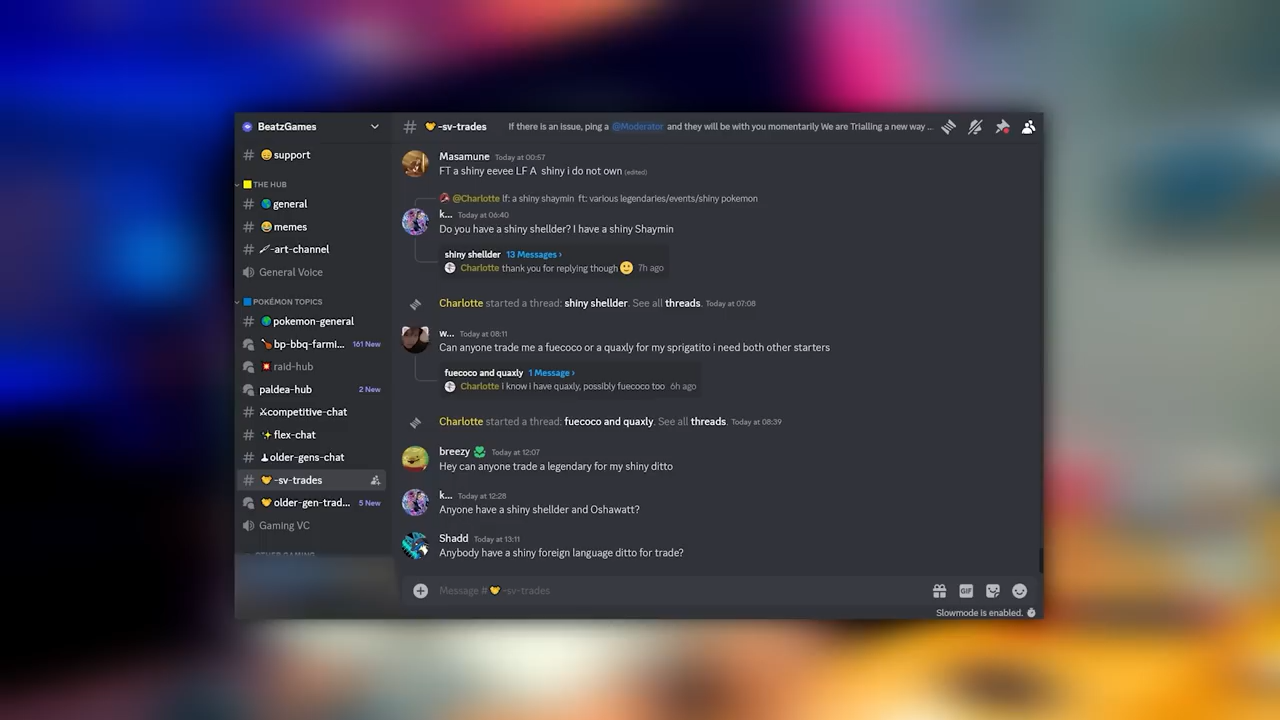 BeatzGames
support
THE HUB
general
memes
-art-channel
General Voice
POKÉMON TOPICS
pokemon-general
bp-bbq-farmi... 161 New
raid-hub
paldea-hub 2 New
competitive-chat
flex-chat
older-gens-chat
-sv-trades
older-gen-trad... 5 New
Gaming VC
OTHER GAMING
# -sv-trades If there is an issue, ping a @Moderator and they will be with you momentarily We are Trialling a new way ...
Masamune Today at 00:57
FT a shiny eevee LF A shiny i do not own (edited)
@Charlotte lf: a shiny shaymin ft: various legendaries/events/shiny pokemon
k... Today at 06:40
Do you have a shiny shellder? I have a shiny Shaymin
shiny shellder 13 Messages ›
Charlotte thank you for replying though 🙂 7h ago
Charlotte started a thread: shiny shellder. See all threads. Today at 07:08
w... Today at 08:11
Can anyone trade me a fuecoco or a quaxly for my sprigatito i need both other starters
fuecoco and quaxly 1 Message ›
Charlotte i know i have quaxly, possibly fuecoco too 6h ago
Charlotte started a thread: fuecoco and quaxly. See all threads. Today at 08:39
breezy Today at 12:07
Hey can anyone trade a legendary for my shiny ditto
k... Today at 12:28
Anyone have a shiny shellder and Oshawatt?
Shadd Today at 13:11
Anybody have a shiny foreign language ditto for trade?
Message # -sv-trades
GIF
Slowmode is enabled.